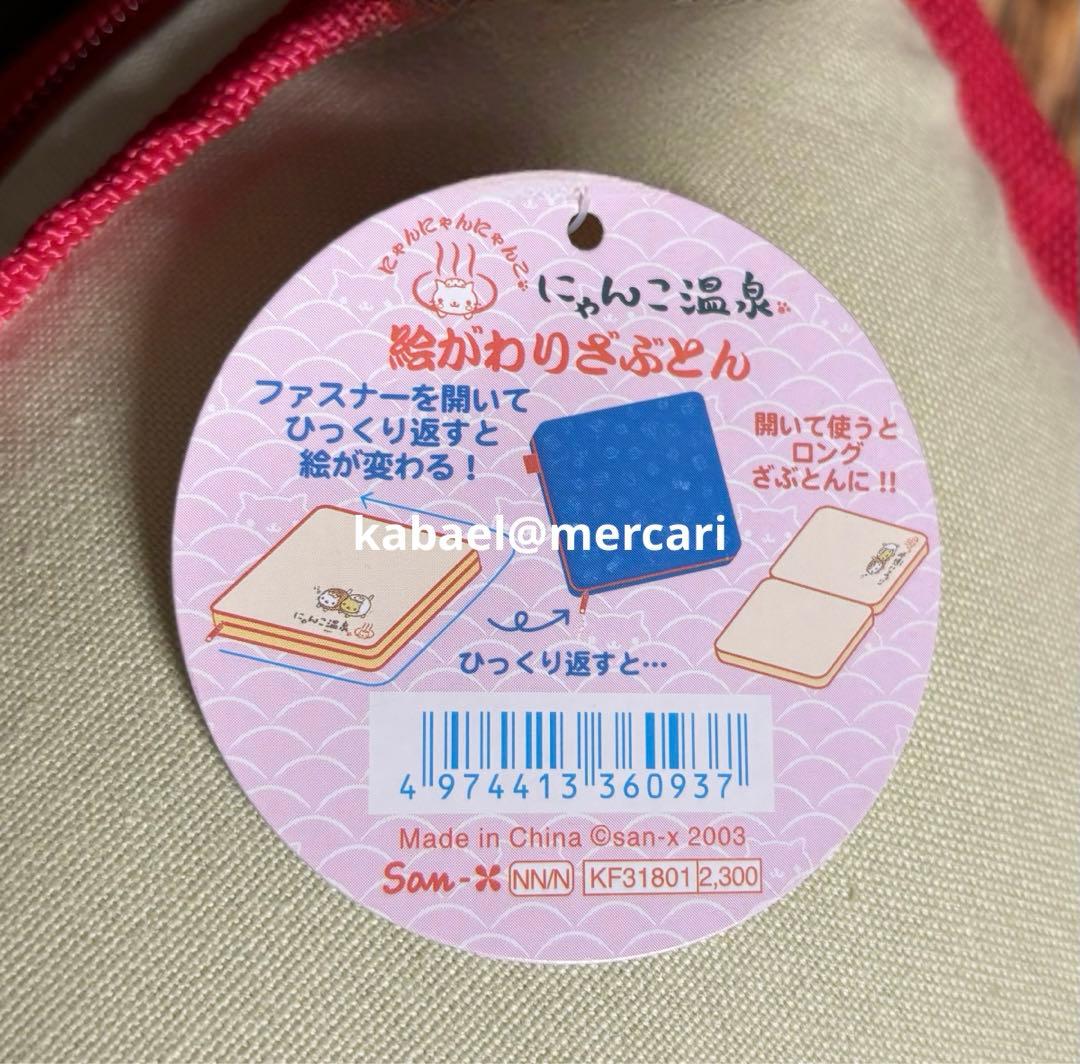 にゃんにゃんにゃんこ
にゃんこ温泉
絵がわりざぶとん
ファスナーを開いて
ひっくり返すと
絵が変わる!
開いて使うと
ロング
ざぶとんに!!
kabael@mercari
にゃんこ温泉
ひっくり返すと…
4 974413 360937
Made in China ©san-x 2003
San-X NN/N KF31801 2,300